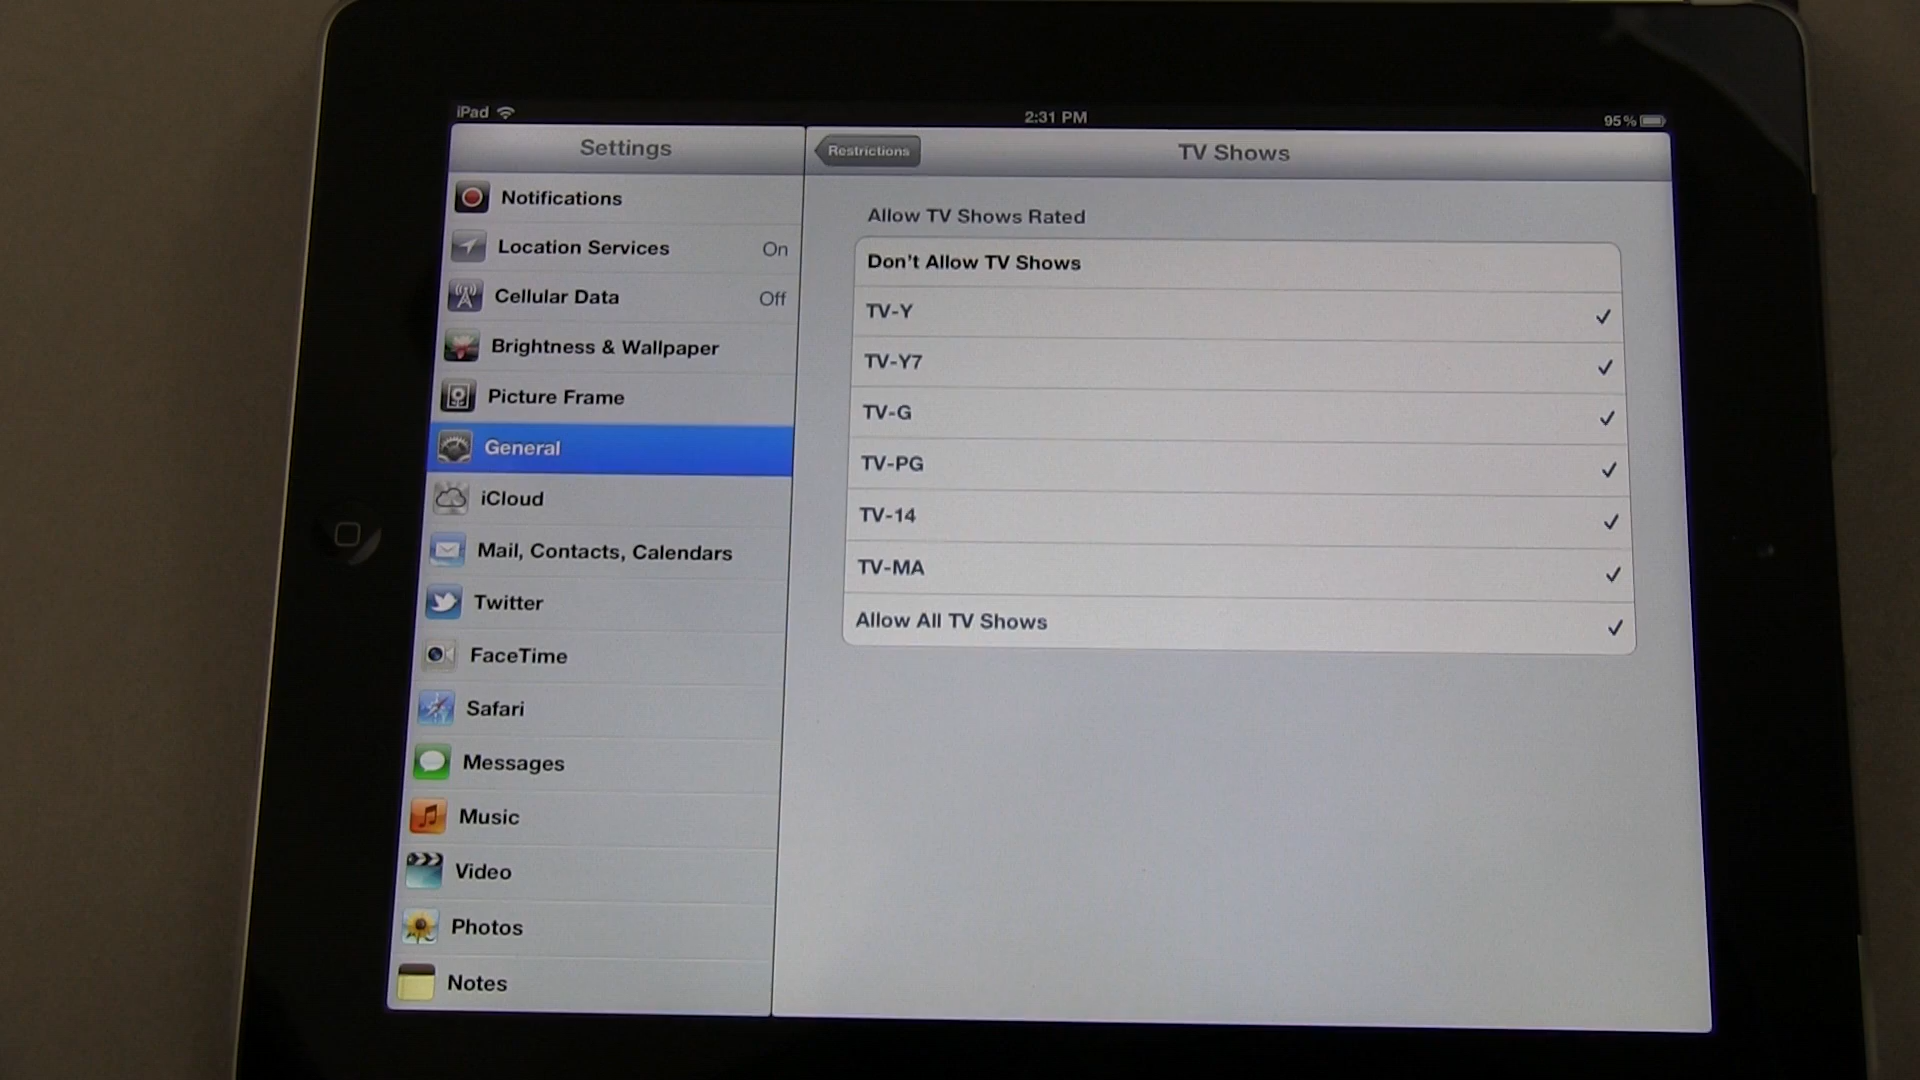 iPad
2:31 PM
95%
Settings
Notifications
Location Services On
Cellular Data Off
Brightness & Wallpaper
Picture Frame
General
iCloud
Mail, Contacts, Calendars
Twitter
FaceTime
Safari
Messages
Music
Video
Photos
Notes
Restrictions
TV Shows
Allow TV Shows Rated
Don't Allow TV Shows
TV-Y
TV-Y7
TV-G
TV-PG
TV-14
TV-MA
Allow All TV Shows